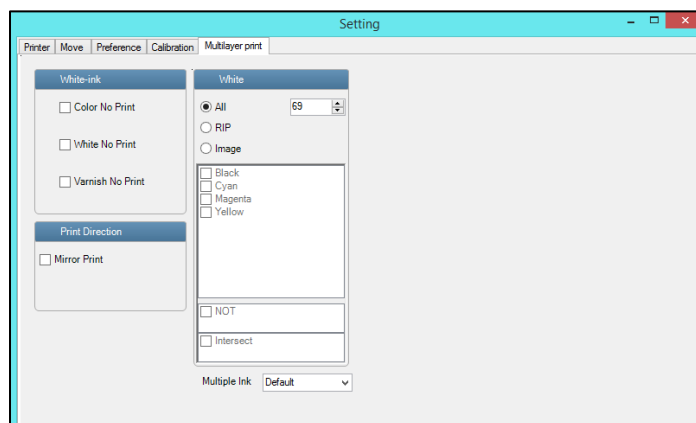 Setting
Printer Move Preference Calibration Multilayer print
White-ink
Color No Print
White No Print
Varnish No Print
Print Direction
Mirror Print
White
All 69
RIP
Image
Black
Cyan
Magenta
Yellow
NOT
Intersect
Multiple Ink Default